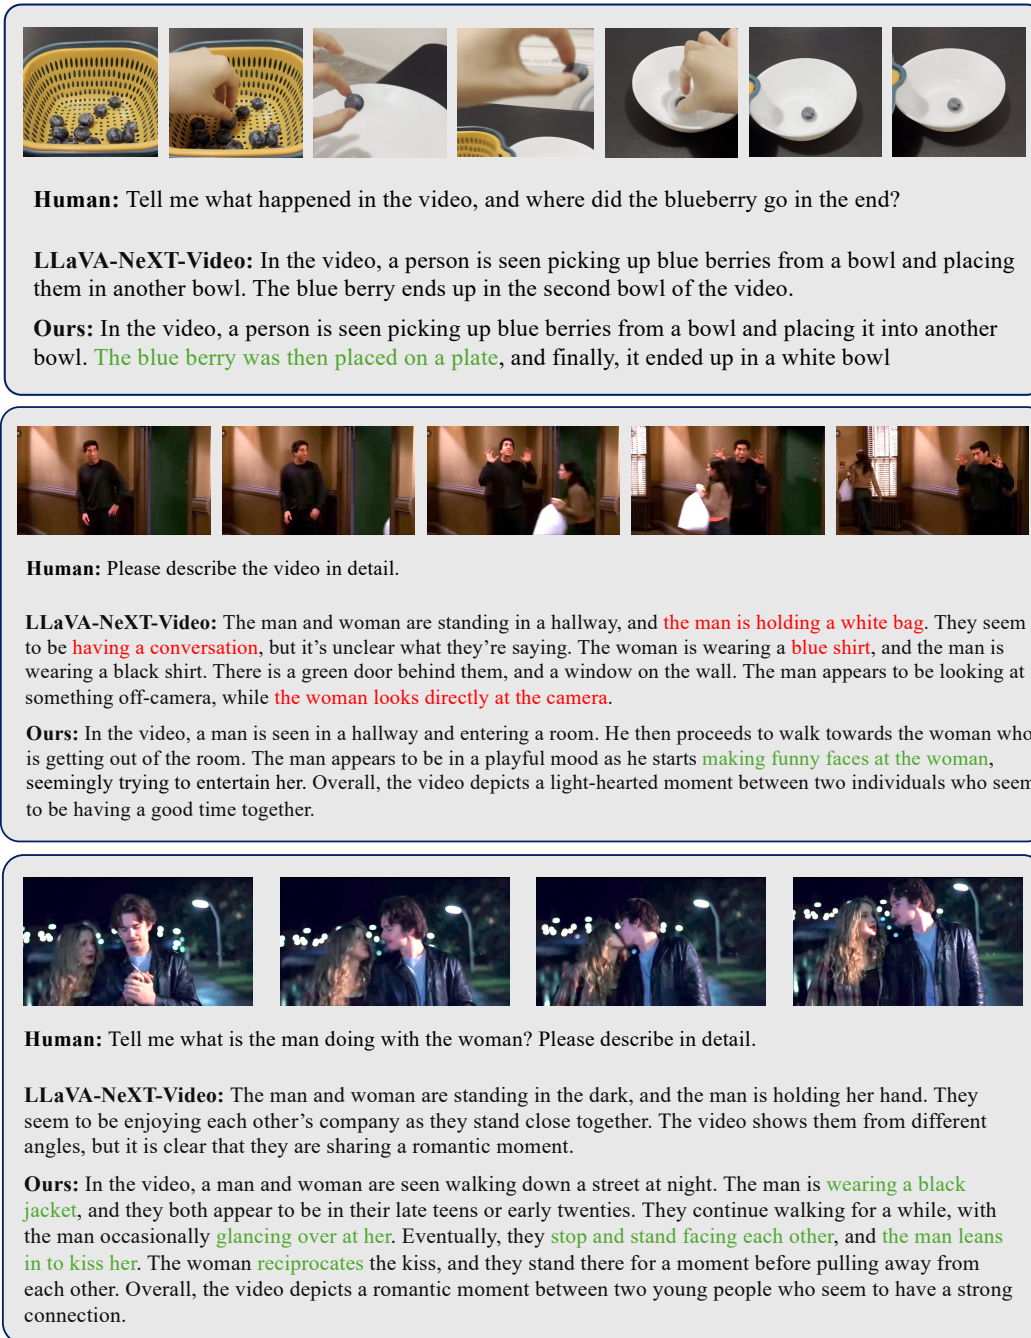 Human: Tell me what happened in the video, and where did the blueberry go in the end?
LLaVA-NeXT-Video: In the video, a person is seen picking up blue berries from a bowl and placing
them in another bowl. The blue berry ends up in the second bowl of the video.
Ours: In the video, a person is seen picking up blue berries from a bowl and placing it into another
bowl. The blue berry was then placed on a plate, and finally, it ended up in a white bowl
Human: Please describe the video in detail.
LLaVA-NeXT-Video: The man and woman are standing in a hallway, and the man is holding a white bag. They seem
to be having a conversation, but it's unclear what they're saying. The woman is wearing a blue shirt, and the man is
wearing a black shirt. There is a green door behind them, and a window on the wall. The man appears to be looking at
something off-camera, while the woman looks directly at the camera.
Ours: In the video, a man is seen in a hallway and entering a room. He then proceeds to walk towards the woman who
is getting out of the room. The man appears to be in a playful mood as he starts making funny faces at the woman,
seemingly trying to entertain her. Overall, the video depicts a light-hearted moment between two individuals who seem
to be having a good time together.
Human: Tell me what is the man doing with the woman? Please describe in detail.
LLaVA-NeXT-Video: The man and woman are standing in the dark, and the man is holding her hand. They
seem to be enjoying each other's company as they stand close together. The video shows them from different
angles, but it is clear that they are sharing a romantic moment.
Ours: In the video, a man and woman are seen walking down a street at night. The man is wearing a black
jacket, and they both appear to be in their late teens or early twenties. They continue walking for a while, with
the man occasionally glancing over at her. Eventually, they stop and stand facing each other, and the man leans
in to kiss her. The woman reciprocates the kiss, and they stand there for a moment before pulling away from
each other. Overall, the video depicts a romantic moment between two young people who seem to have a strong
connection.